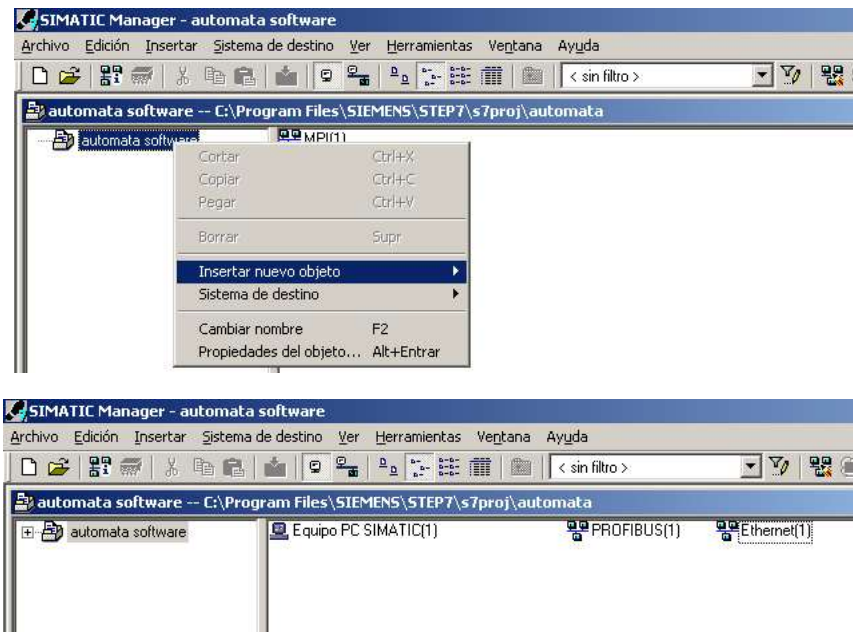 SIMATIC Manager - automata software
Archivo Edición Insertar Sistema de destino Ver Herramientas Ventana Ayuda
< sin filtro >
automata software -- C:\Program Files\SIEMENS\STEP7\s7proj\automata
automata software MPI(1)
Cortar Ctrl+X
Copiar Ctrl+C
Pegar Ctrl+V
Borrar Supr
Insertar nuevo objeto
Sistema de destino
Cambiar nombre F2
Propiedades del objeto... Alt+Entrar
SIMATIC Manager - automata software
Archivo Edición Insertar Sistema de destino Ver Herramientas Ventana Ayuda
< sin filtro >
automata software -- C:\Program Files\SIEMENS\STEP7\s7proj\automata
automata software Equipo PC SIMATIC(1) PROFIBUS(1) Ethernet(1)